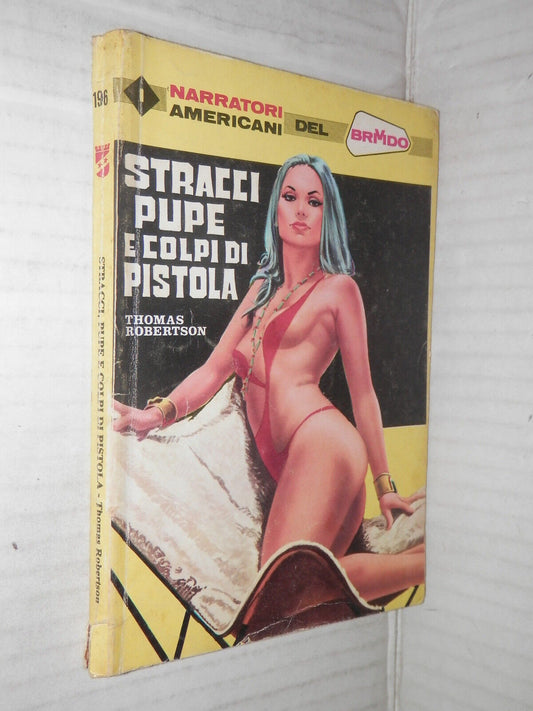 NARRATORI
AMERICANI DEL BRIVIDO
STRACCI
PUPE
E COLPI DI
PISTOLA
THOMAS
ROBERTSON
196
STRACCI, PUPE E COLPI DI PISTOLA - Thomas Robertson